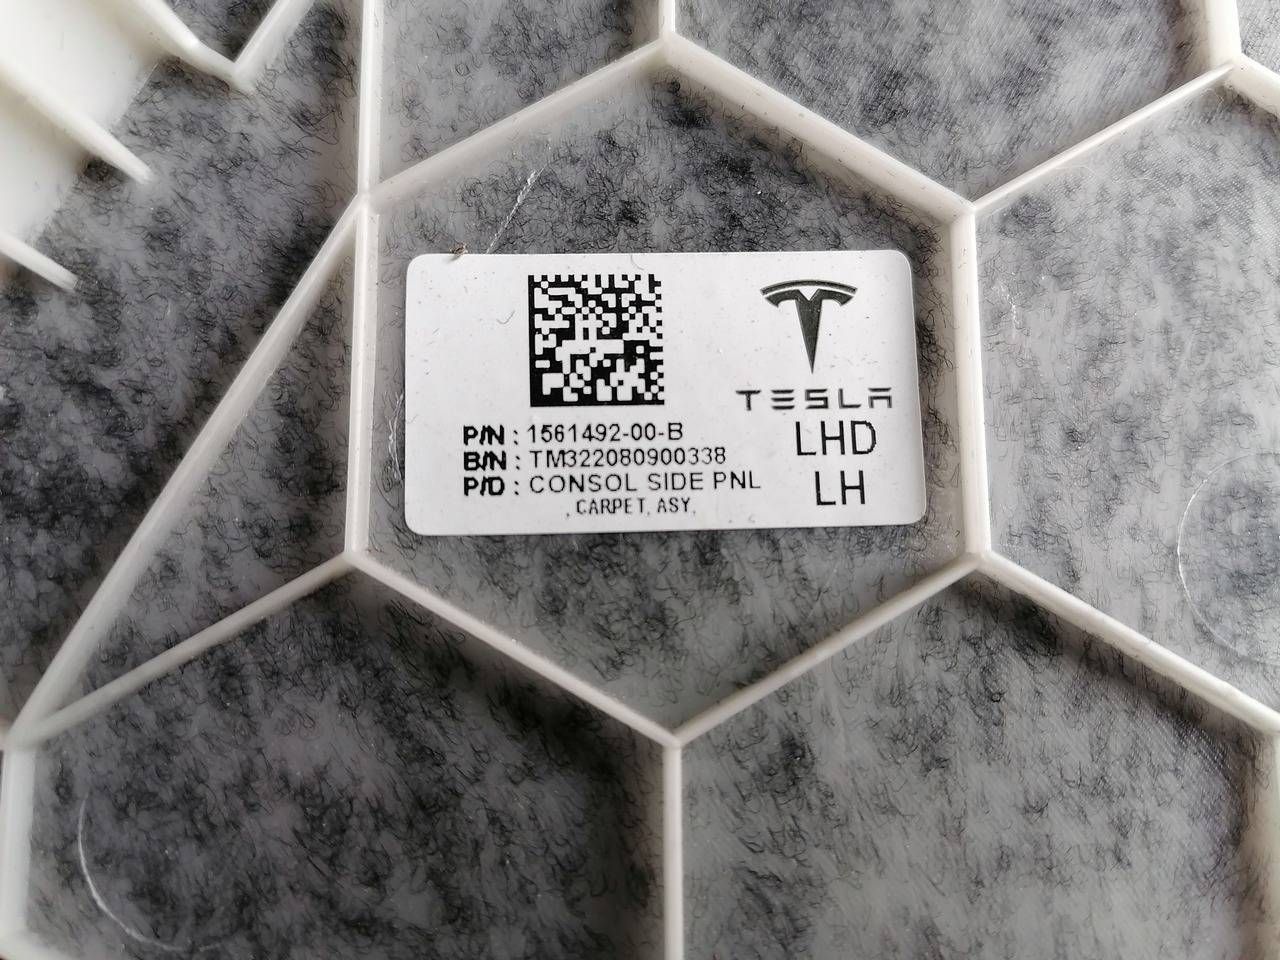 TESLA
LHD
LH
P/N : 1561492-00-B
B/N : TM322080900338
P/D : CONSOL SIDE PNL
, CARPET, ASY,